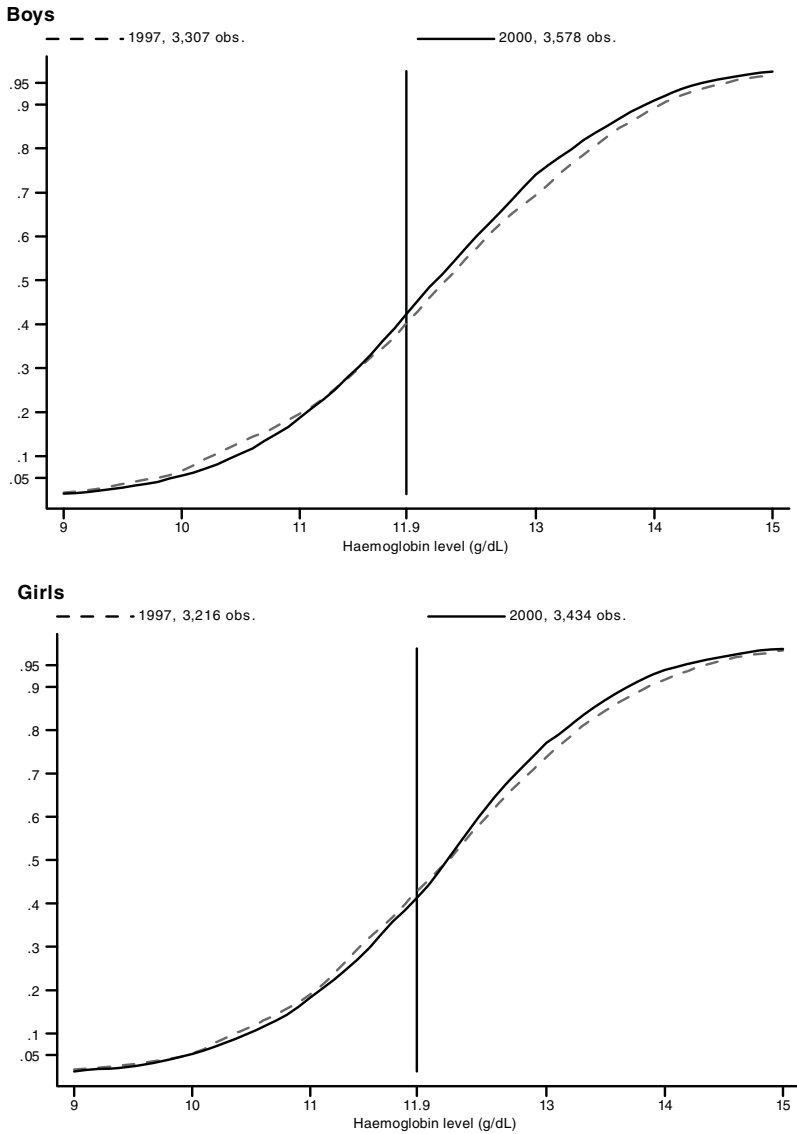 Boys
1997, 3,307 obs. 2000, 3,578 obs.
.95
.9
.8
.7
.6
.5
.4
.3
.2
.1
.05
9 10 11 11.9 13 14 15
Haemoglobin level (g/dL)
Girls
1997, 3,216 obs. 2000, 3,434 obs.
.95
.9
.8
.7
.6
.5
.4
.3
.2
.1
.05
9 10 11 11.9 13 14 15
Haemoglobin level (g/dL)